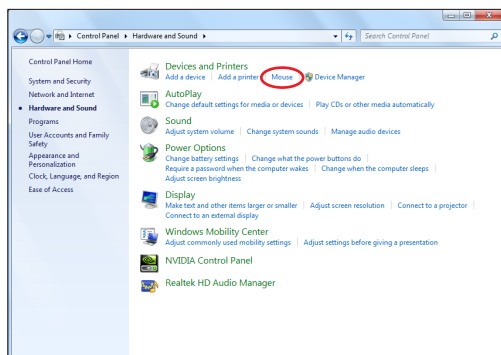 Control Panel ▸ Hardware and Sound ▸
Search Control Panel
Control Panel Home
System and Security
Network and Internet
Hardware and Sound
Programs
User Accounts and Family
Safety
Appearance and
Personalization
Clock, Language, and Region
Ease of Access
Devices and Printers
Add a device | Add a printer | Mouse | Device Manager
AutoPlay
Change default settings for media or devices | Play CDs or other media automatically
Sound
Adjust system volume | Change system sounds | Manage audio devices
Power Options
Change battery settings | Change what the power buttons do |
Require a password when the computer wakes | Change when the computer sleeps |
Adjust screen brightness
Display
Make text and other items larger or smaller | Adjust screen resolution | Connect to a projector |
Connect to an external display
Windows Mobility Center
Adjust commonly used mobility settings | Adjust settings before giving a presentation
NVIDIA Control Panel
Realtek HD Audio Manager